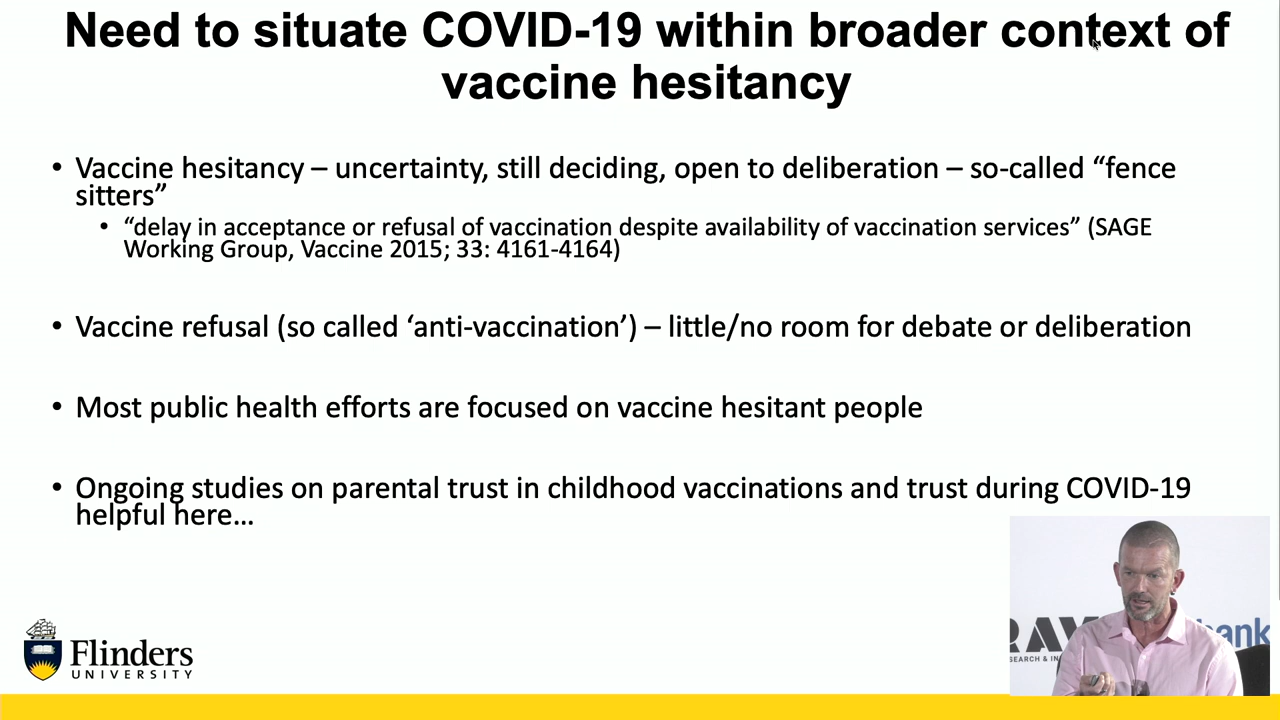 Need to situate COVID-19 within broader context of
vaccine hesitancy
• Vaccine hesitancy – uncertainty, still deciding, open to deliberation – so-called “fence
sitters”
• “delay in acceptance or refusal of vaccination despite availability of vaccination services” (SAGE
Working Group, Vaccine 2015; 33: 4161-4164)
• Vaccine refusal (so called ‘anti-vaccination’) – little/no room for debate or deliberation
• Most public health efforts are focused on vaccine hesitant people
• Ongoing studies on parental trust in childhood vaccinations and trust during COVID-19
helpful here…
Flinders
UNIVERSITY